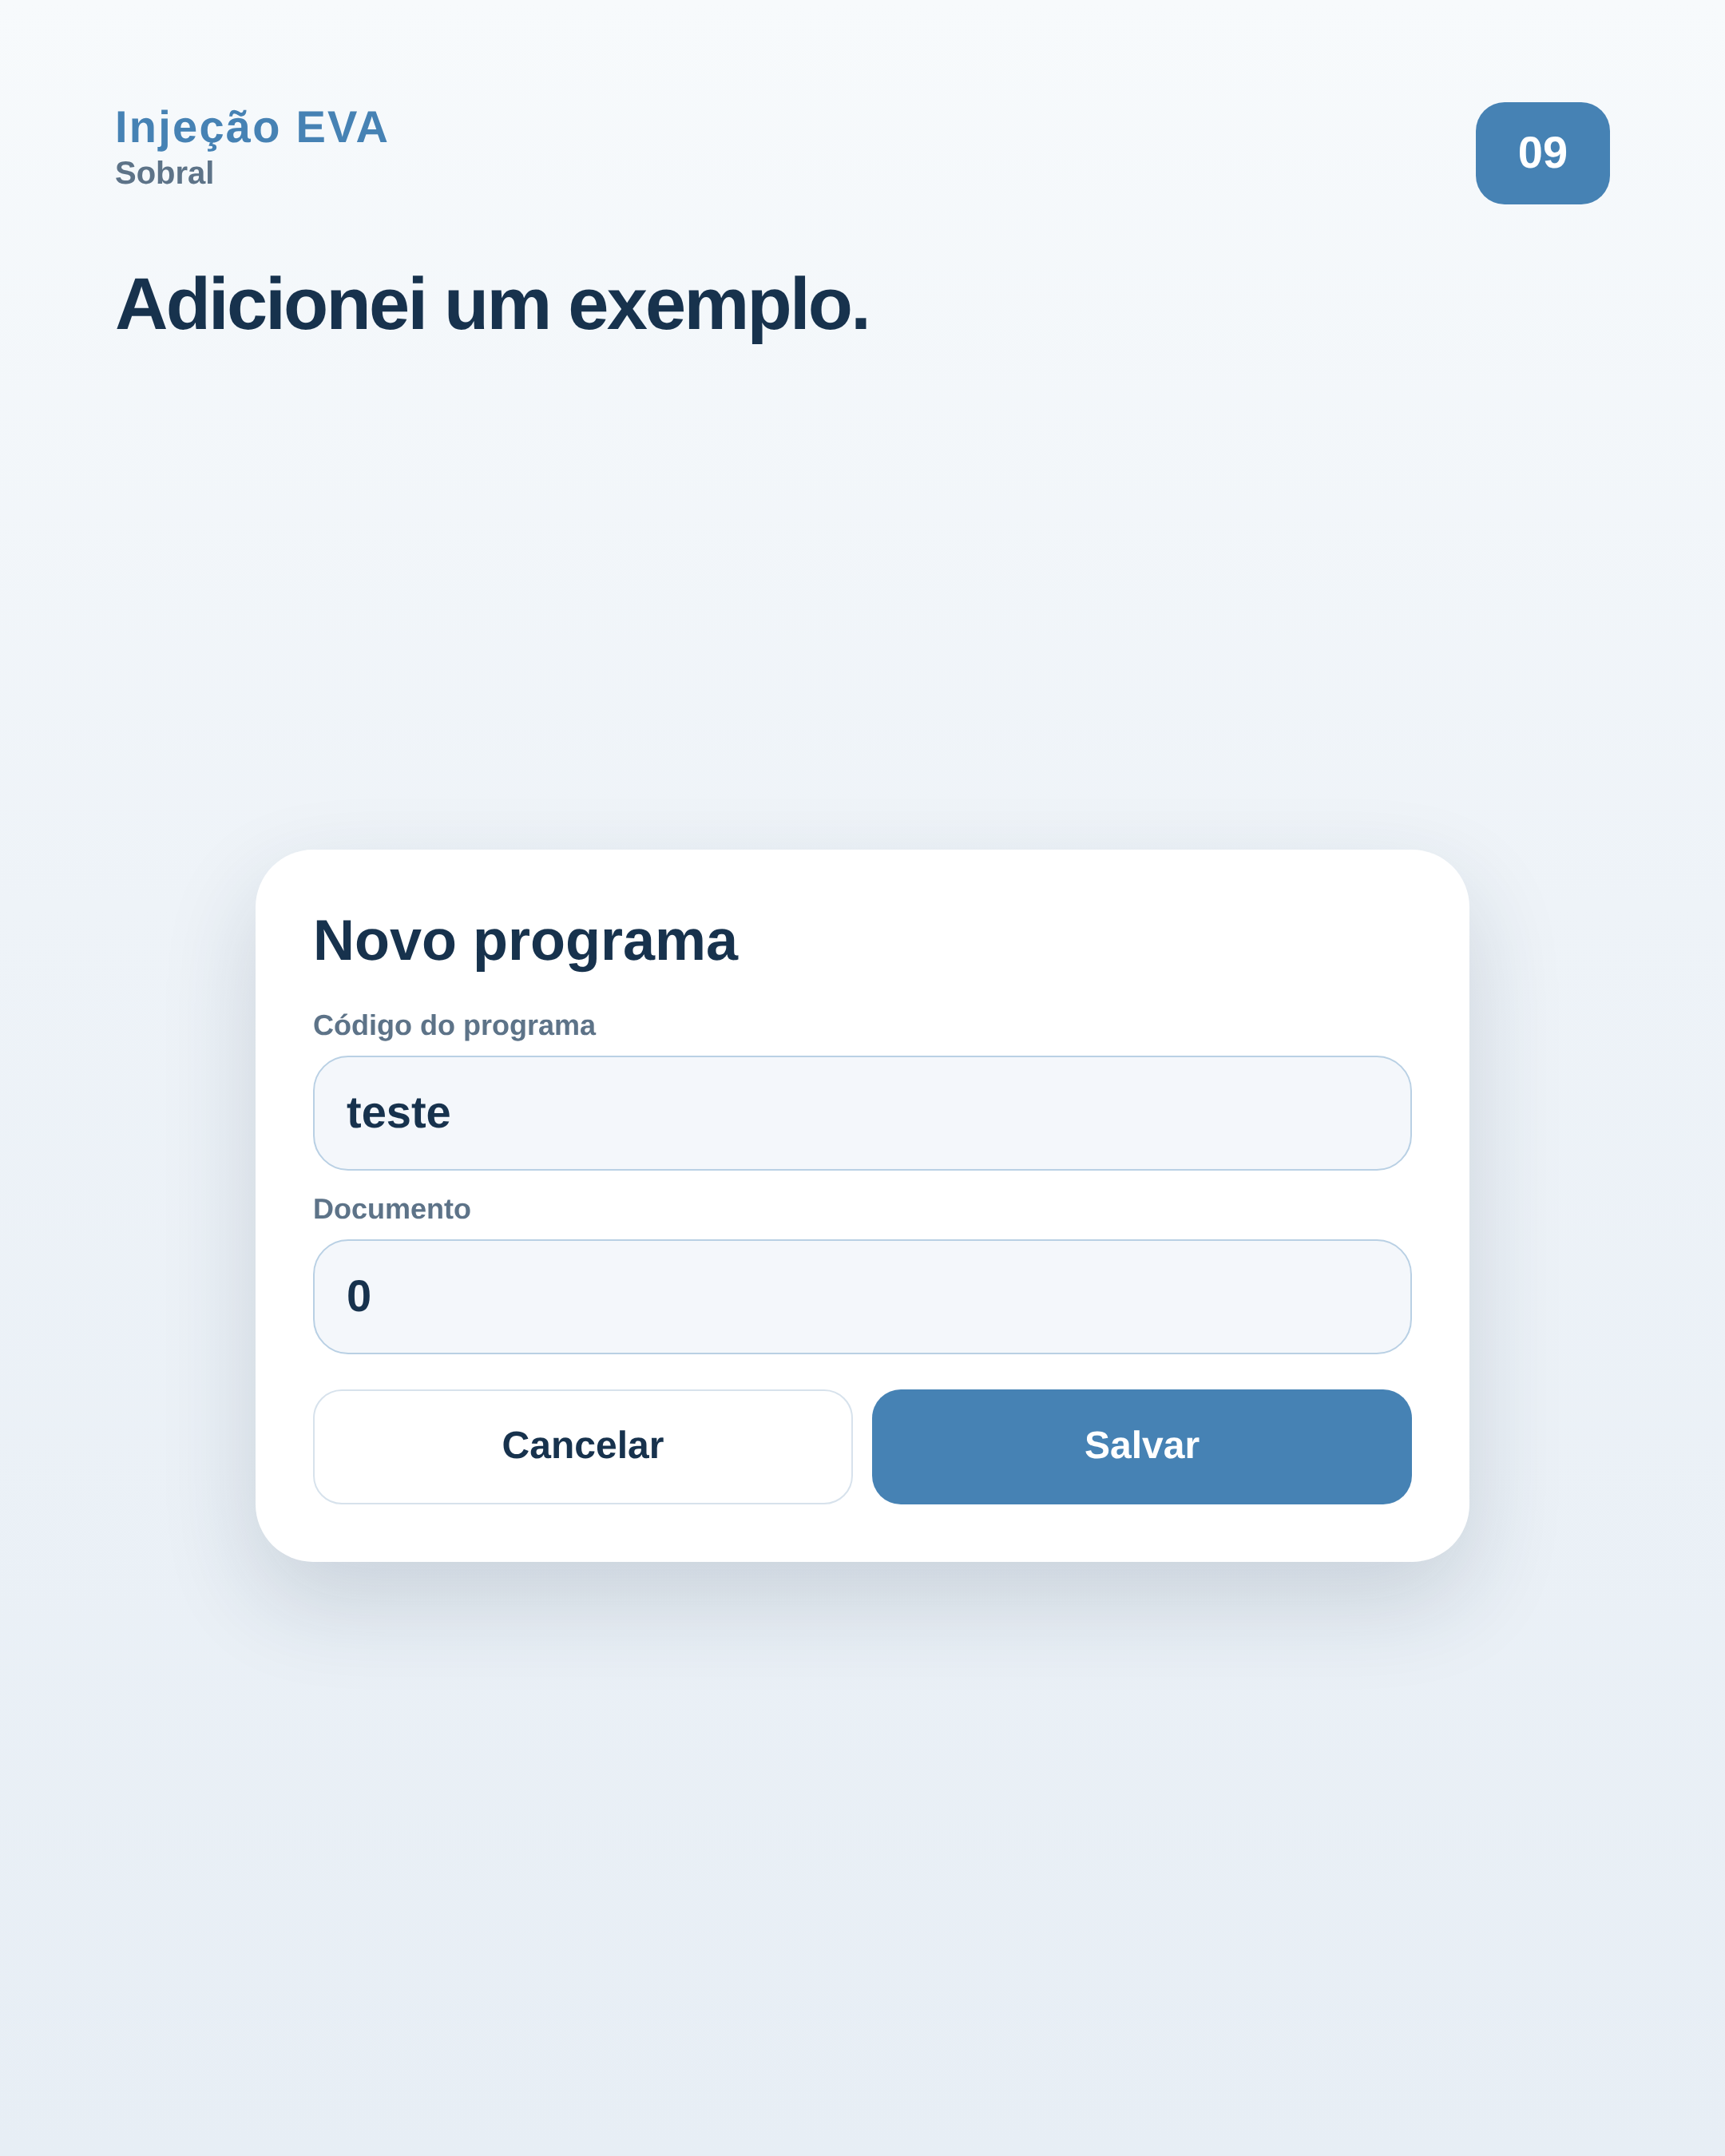 Injeção EVA
Sobral
09
Adicionei um exemplo.
Novo programa
Código do programa
teste
Documento
0
Cancelar
Salvar